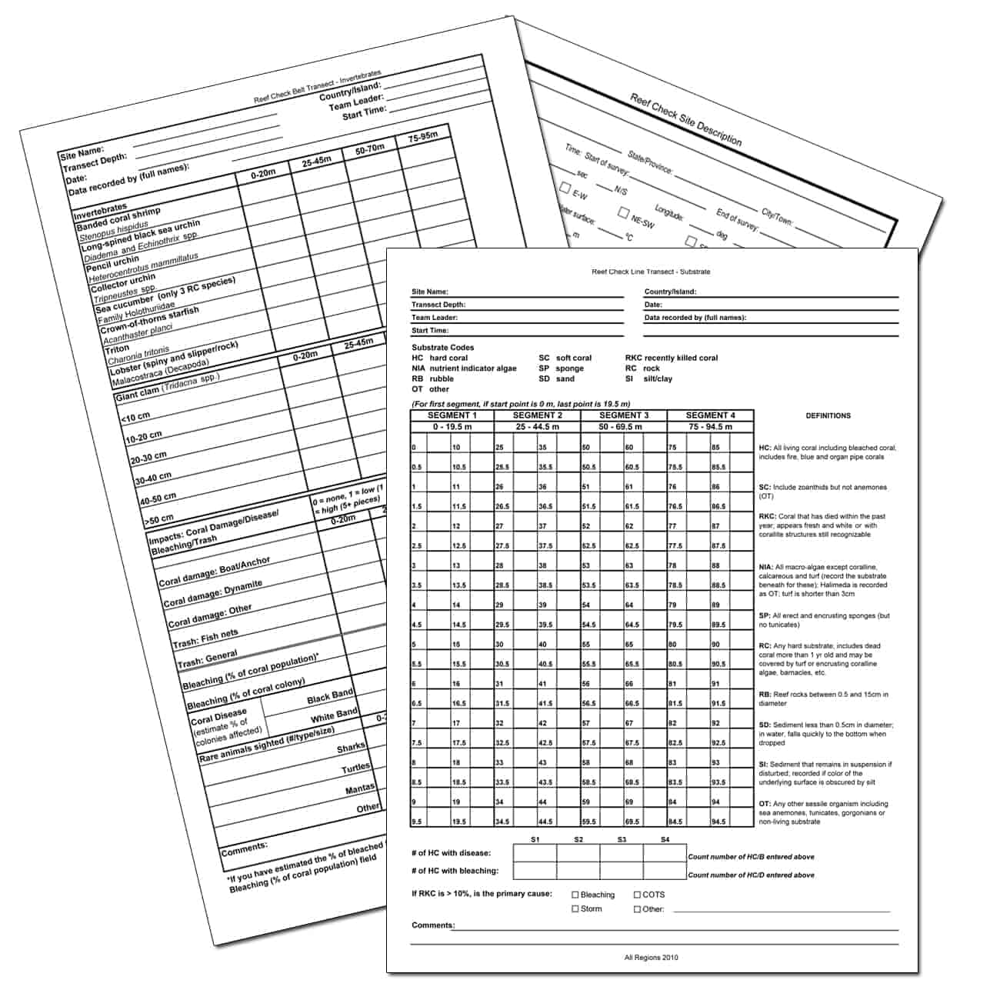 Reef Check Belt Transect - Invertebrates
Site Name: Country/Island:
Transect Depth: Team Leader:
Date: Start Time:
Data recorded by (full names):
Invertebrates 0-20m 25-45m 50-70m 75-95m
Banded coral shrimp
Stenopus hispidus
Long-spined black sea urchin
Diadema and Echinothrix spp.
Pencil urchin
Heterocentrotus mammillatus
Collector urchin
Tripneustes spp.
Sea cucumber (only 3 RC species)
Family Holothuriidae
Crown-of-thorns starfish
Acanthaster planci
Triton
Charonia tritonis
Lobster (spiny and slipper/rock)
Malacostraca (Decapoda)
Giant clam (Tridacna spp.) 0-20m 25-45m
<10 cm
10-20 cm
20-30 cm
30-40 cm
40-50 cm
>50 cm
Impacts: Coral Damage/Disease/
Bleaching/Trash
0 = none, 1 = low (1
= high (5+ pieces)
0-20m 2
Coral damage: Boat/Anchor
Coral damage: Dynamite
Coral damage: Other
Trash: Fish nets
Trash: General
Bleaching (% of coral population)*
Bleaching (% of coral colony)
Coral Disease
(estimate % of
colonies affected)
Black Band
White Band
Rare animals sighted (#/type/size) 0-2
Sharks
Turtles
Mantas
Other
Comments:
*If you have estimated the % of bleached
Bleaching (% of coral population) field
Reef Check Site Description
State/Province: City/Town:
Time: Start of survey: End of survey:
sec N/S Longitude: deg
E-W NE-SW
surface: °C
m
Reef Check Line Transect - Substrate
Site Name: Country/Island:
Transect Depth: Date:
Team Leader: Data recorded by (full names):
Start Time:
Substrate Codes
HC hard coral SC soft coral RKC recently killed coral
NIA nutrient indicator algae SP sponge RC rock
RB rubble SD sand SI silt/clay
OT other
(For first segment, if start point is 0 m, last point is 19.5 m)
SEGMENT 1 SEGMENT 2 SEGMENT 3 SEGMENT 4
0 - 19.5 m 25 - 44.5 m 50 - 69.5 m 75 - 94.5 m
0 10 25 35 50 60 75 85
0.5 10.5 25.5 35.5 50.5 60.5 75.5 85.5
1 11 26 36 51 61 76 86
1.5 11.5 26.5 36.5 51.5 61.5 76.5 86.5
2 12 27 37 52 62 77 87
2.5 12.5 27.5 37.5 52.5 62.5 77.5 87.5
3 13 28 38 53 63 78 88
3.5 13.5 28.5 38.5 53.5 63.5 78.5 88.5
4 14 29 39 54 64 79 89
4.5 14.5 29.5 39.5 54.5 64.5 79.5 89.5
5 15 30 40 55 65 80 90
5.5 15.5 30.5 40.5 55.5 65.5 80.5 90.5
6 16 31 41 56 66 81 91
6.5 16.5 31.5 41.5 56.5 66.5 81.5 91.5
7 17 32 42 57 67 82 92
7.5 17.5 32.5 42.5 57.5 67.5 82.5 92.5
8 18 33 43 58 68 83 93
8.5 18.5 33.5 43.5 58.5 68.5 83.5 93.5
9 19 34 44 59 69 84 94
9.5 19.5 34.5 44.5 59.5 69.5 84.5 94.5
DEFINITIONS
HC: All living coral including bleached coral,
includes fire, blue and organ pipe corals
SC: Include zoanthids but not anemones
(OT)
RKC: Coral that has died within the past
year; appears fresh and white or with
corallite structures still recognizable
NIA: All macro-algae except coralline,
calcareous and turf (record the substrate
beneath for these); Halimeda is recorded
as OT; turf is shorter than 3cm
SP: All erect and encrusting sponges (but
no tunicates)
RC: Any hard substrate; includes dead
coral more than 1 yr old and may be
covered by turf or encrusting coralline
algae, barnacles, etc.
RB: Reef rocks between 0.5 and 15cm in
diameter
SD: Sediment less than 0.5cm in diameter;
in water, falls quickly to the bottom when
dropped
SI: Sediment that remains in suspension if
disturbed; recorded if color of the
underlying surface is obscured by silt
OT: Any other sessile organism including
sea anemones, tunicates, gorgonians or
non-living substrate
S1 S2 S3 S4
# of HC with disease: Count number of HC/B entered above
# of HC with bleaching: Count number of HC/D entered above
If RKC is > 10%, is the primary cause: Bleaching COTS
Storm Other:
Comments:
All Regions 2010